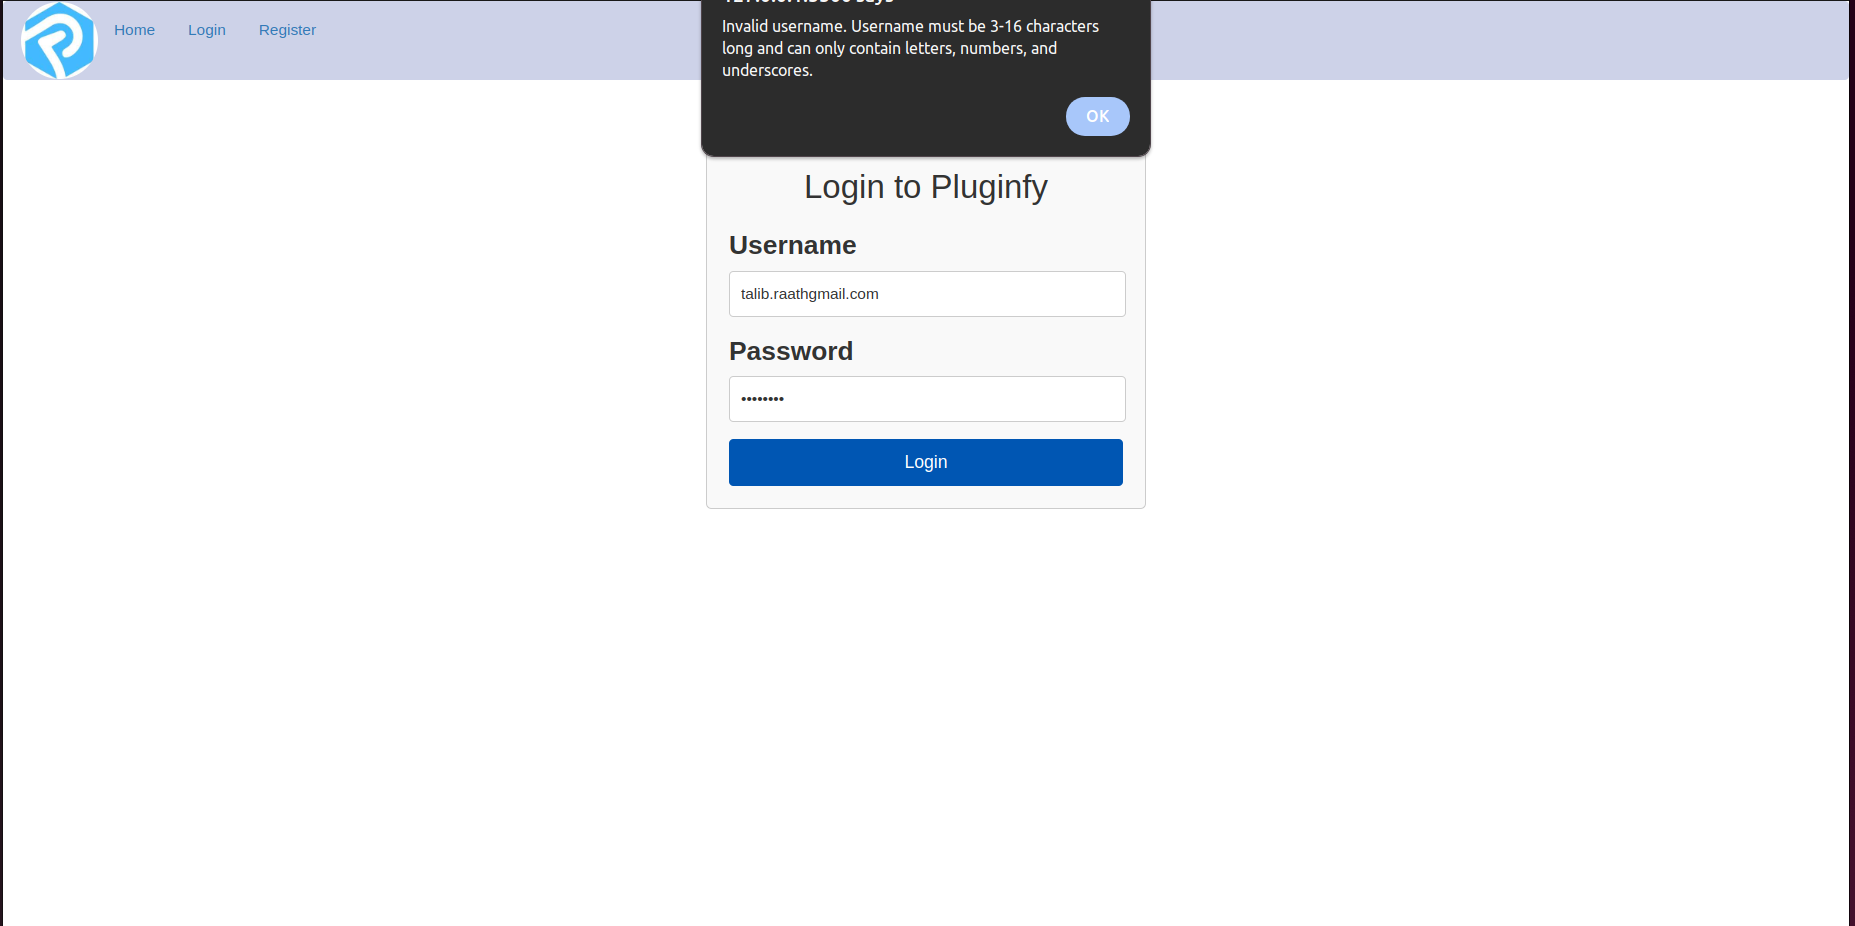 Home Login Register
Invalid username. Username must be 3-16 characters
long and can only contain letters, numbers, and
underscores.
OK
Login to Pluginfy
Username
talib.raathgmail.com
Password
••••••••
Login